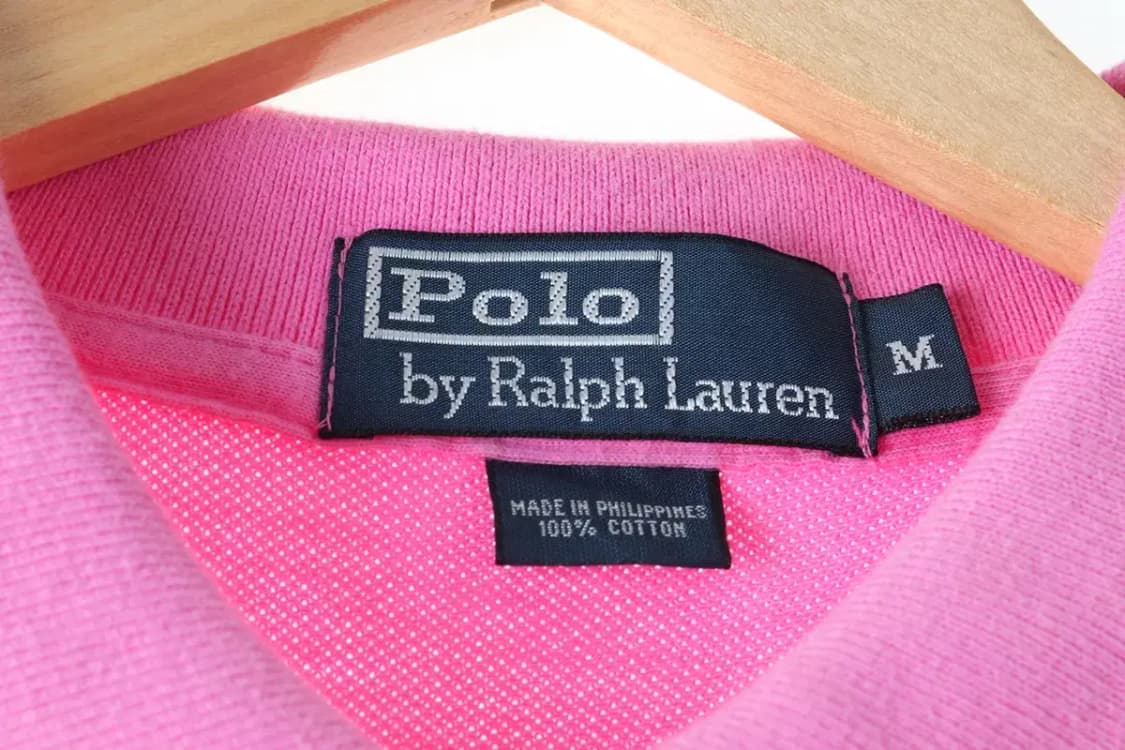 Polo
by Ralph Lauren
M
MADE IN PHILIPPINES
100% COTTON